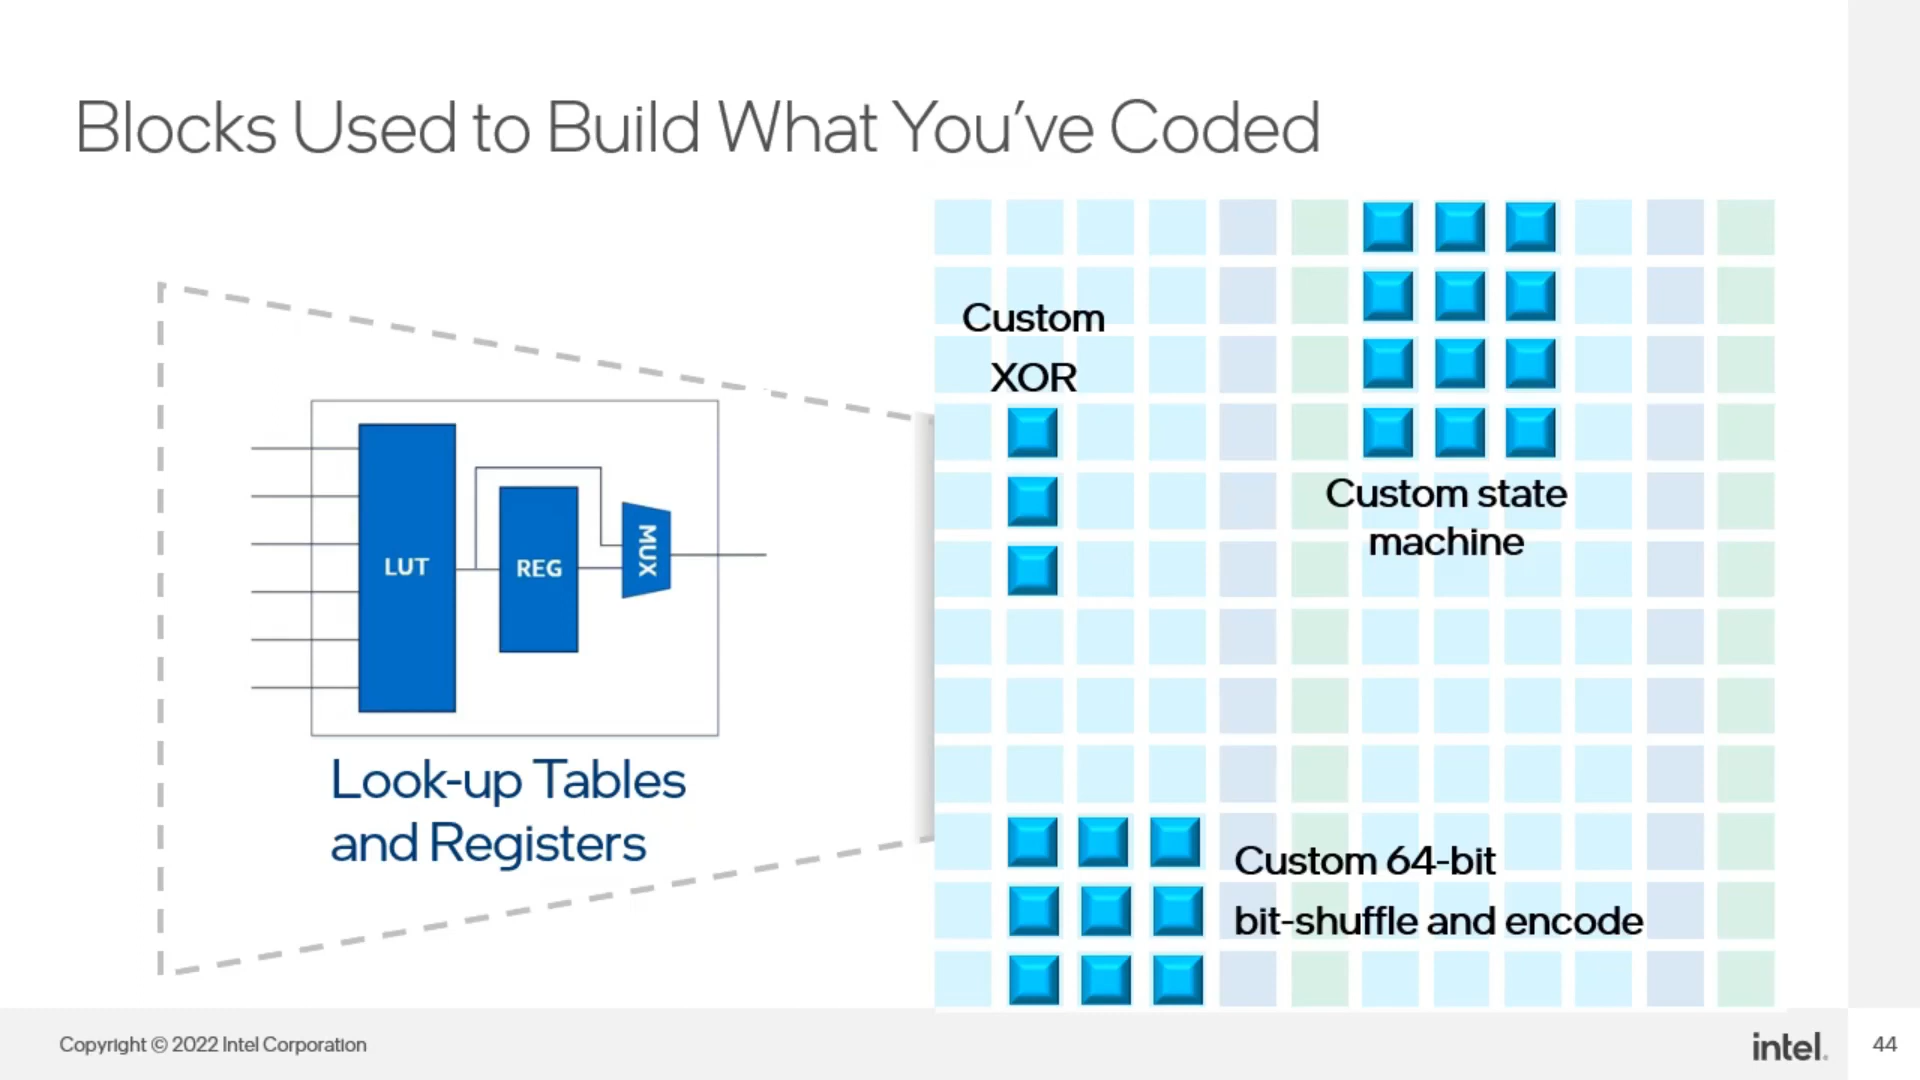 Blocks Used to Build What You’ve Coded
LUT
REG
MUX
Look-up Tables
and Registers
Custom
XOR
Custom state
machine
Custom 64-bit
bit-shuffle and encode
Copyright © 2022 Intel Corporation
intel.
44